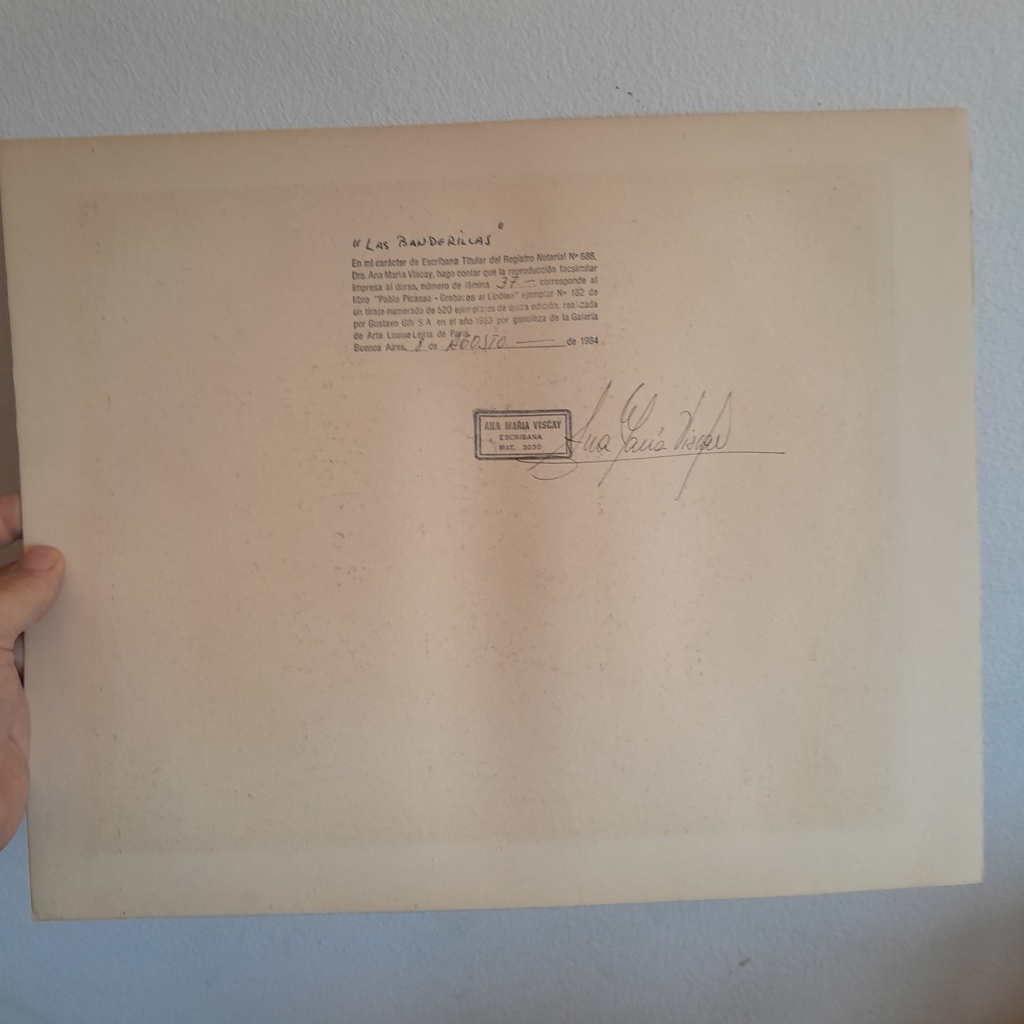 "LAS BANDERILLAS"
En mi carácter de Escribana Titular del Registro Notarial Nº 686,
Dra. Ana María Viscay, hago contar que la reproducción facsimilar
impresa al dorso, número de lámina 37 — corresponde al
libro "Pablo Picasso - Grabados al Linóleo" ejemplar Nº 182 de
un tiraje numerado de 520 ejemplares de única edición, realizada
por Gustavo Gili S A en el año 1963 por gentileza de la Galería
de Arte Louise Leiris de París.
Buenos Aires, 8 de AGOSTO — de 1984
ANA MARIA VISCAY
ESCRIBANA
MAT. 3030
Ana María Viscay